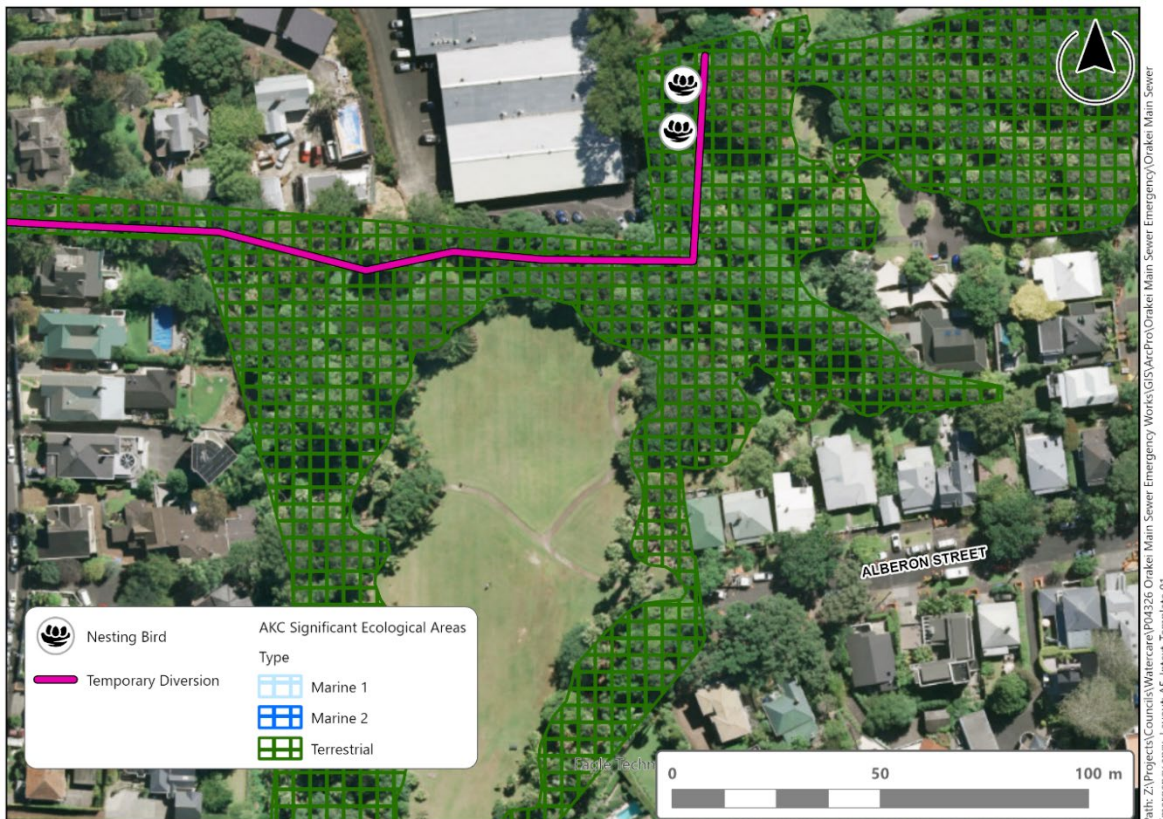 ALBERON STREET
Nesting Bird
Temporary Diversion
AKC Significant Ecological Areas
Type
Marine 1
Marine 2
Terrestrial
Eagle Techn
0 50 100 m
Path: Z:\Projects\Councils\Watercare\P04326 Orakei Main Sewer Emergency Works\GIS\ArcPro\Orakei Main Sewer Emergency\Orakei Main Sewer